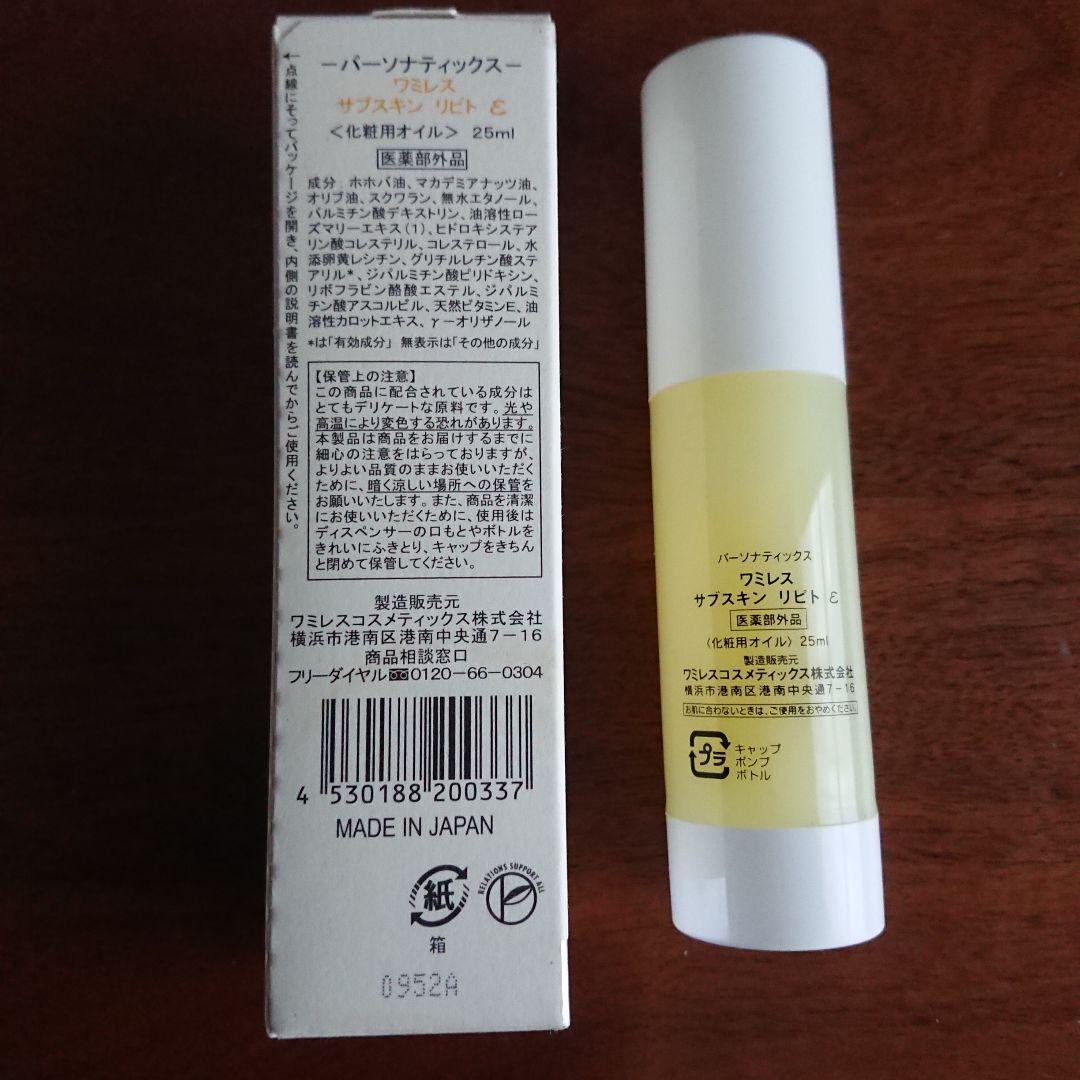 ←点線にそってパッケージを開き、内側の説明書を読んでからご使用ください。
－パーソナティックス－
ワミレス
サブスキン リピト ε
＜化粧用オイル＞ 25ml
医薬部外品
成分：ホホバ油、マカデミアナッツ油、
オリブ油、スクワラン、無水エタノール、
パルミチン酸デキストリン、油溶性ロー
ズマリーエキス（1）、ヒドロキシステア
リン酸コレステリル、コレステロール、水
添卵黄レシチン、グリチルレチン酸ステ
アリル*、ジパルミチン酸ピリドキシン、
リボフラビン酪酸エステル、ジパルミ
チン酸アスコルビル、天然ビタミンE、油
溶性カロットエキス、γ－オリザノール
*は「有効成分」 無表示は「その他の成分」
【保管上の注意】
この商品に配合されている成分は
とてもデリケートな原料です。光や
高温により変色する恐れがあります。
本製品は商品をお届けするまでに
細心の注意をはらっておりますが、
よりよい品質のままお使いいただく
ために、暗く涼しい場所への保管を
お願いいたします。また、商品を清潔
にお使いいただくために、使用後は
ディスペンサーの口もとやボトルを
きれいにふきとり、キャップをきちん
と閉めて保管してください。
製造販売元
ワミレスコスメティックス株式会社
横浜市港南区港南中央通7－16
商品相談窓口
フリーダイヤル0120－66－0304
4 530188 200337
MADE IN JAPAN
紙
箱
RELATIONS SUPPORT ALL
0952A
パーソナティックス
ワミレス
サブスキン リピト ε
医薬部外品
〈化粧用オイル〉25ml
製造販売元
ワミレスコスメティックス株式会社
横浜市港南区港南中央通7－16
お肌に合わないときは、ご使用をおやめください。
プラ
キャップ
ポンプ
ボトル